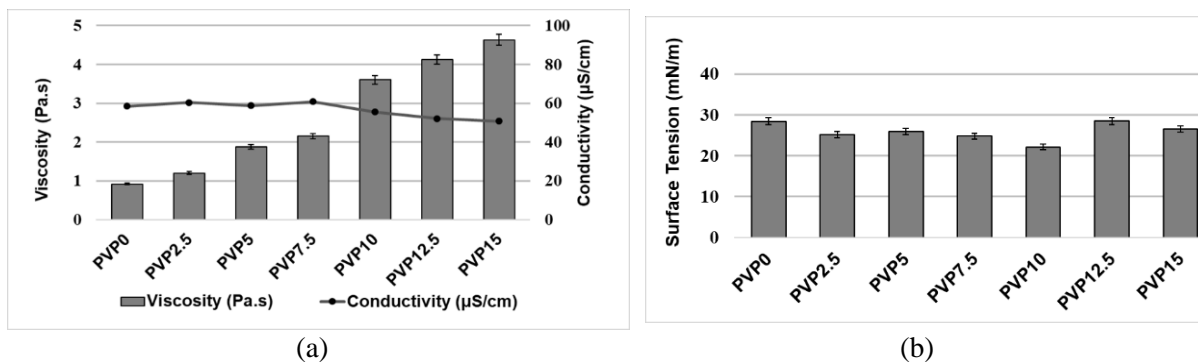 5
4
3
2
1
0
100
80
60
40
20
0
Viscosity (Pa.s)
Conductivity (µS/cm)
PVP0
PVP2.5
PVP5
PVP7.5
PVP10
PVP12.5
PVP15
Viscosity (Pa.s)
Conductivity (µS/cm)
(a)
40
30
20
10
0
Surface Tension (mN/m)
PVP0
PVP2.5
PVP5
PVP7.5
PVP10
PVP12.5
PVP15
(b)